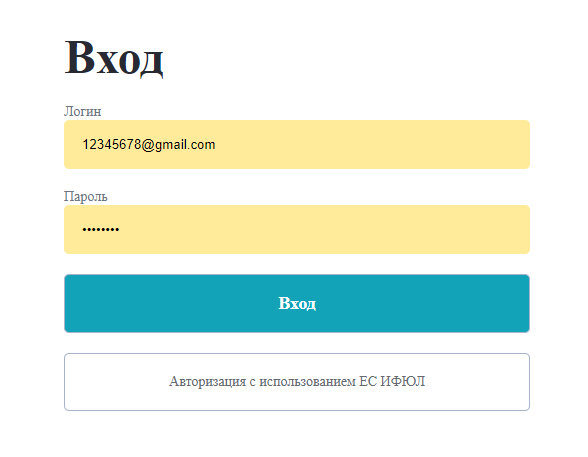 Вход
Логин
12345678@gmail.com
Пароль
••••••••
Вход
Авторизация с использованием ЕС ИФЮЛ